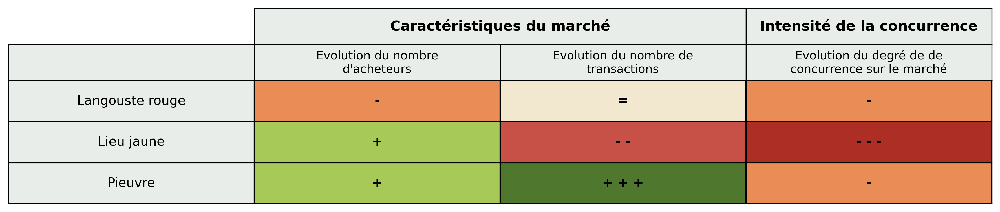 Caractéristiques du marché
Intensité de la concurrence
Evolution du nombre
d'acheteurs
Evolution du nombre de
transactions
Evolution du degré de de
concurrence sur le marché
Langouste rouge
-
=
-
Lieu jaune
+
- -
- - -
Pieuvre
+
+ + +
-